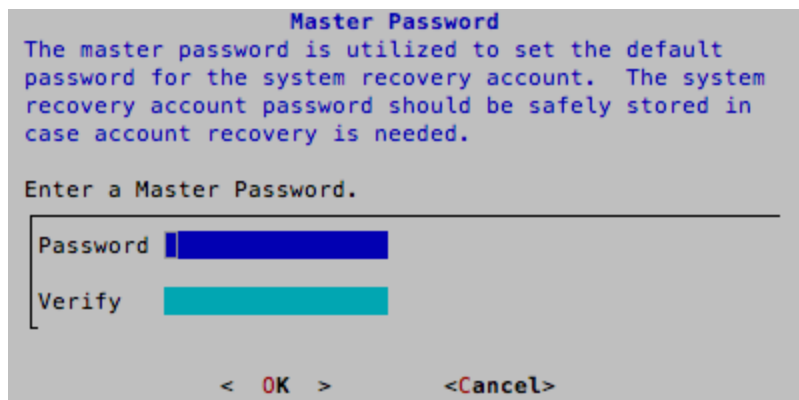 Master Password
The master password is utilized to set the default
password for the system recovery account.  The system
recovery account password should be safely stored in
case account recovery is needed.
Enter a Master Password.
Password
Verify
<  OK  >        <Cancel>